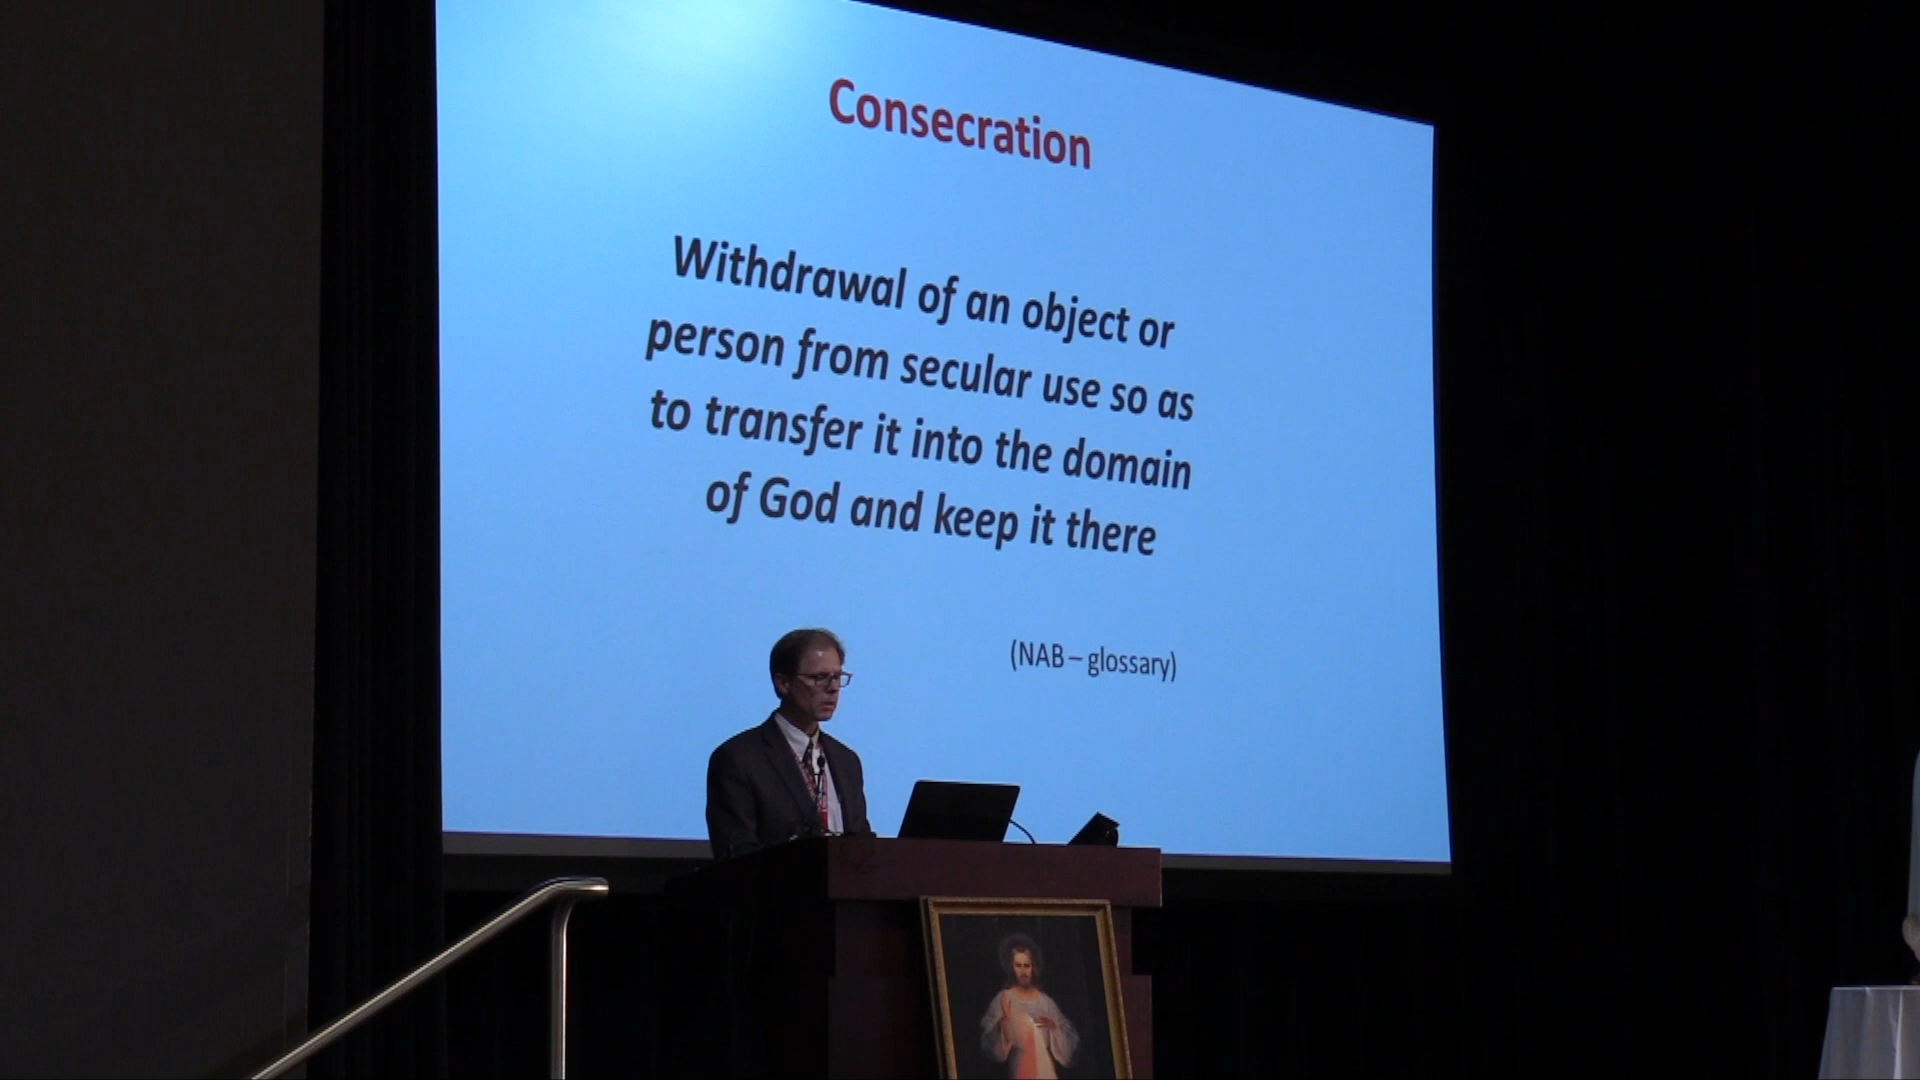 Consecration
Withdrawal of an object or
person from secular use so as
to transfer it into the domain
of God and keep it there
(NAB – glossary)